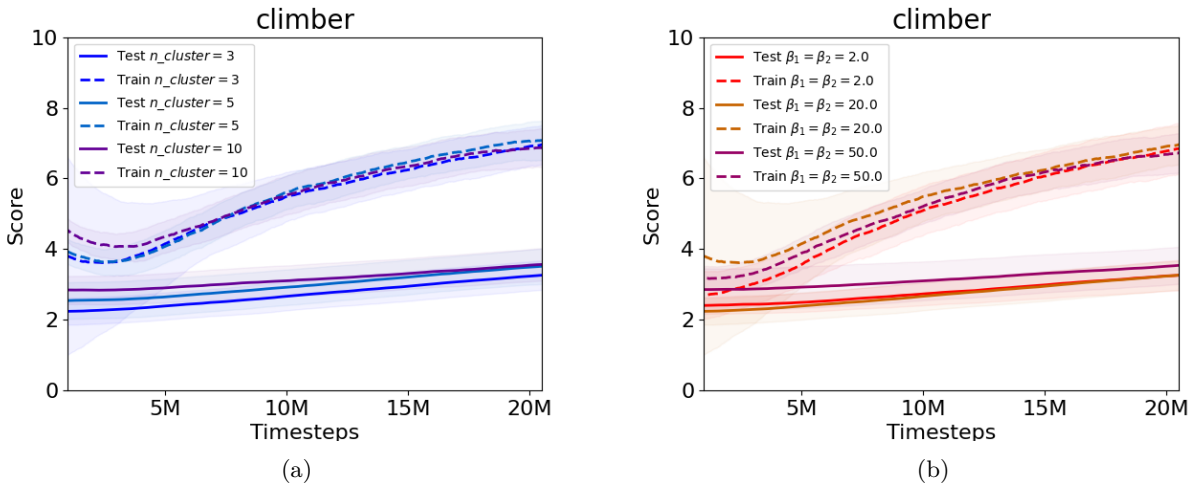 climber
10
8
6
4
2
0
Score
Test n_cluster = 3
Train n_cluster = 3
Test n_cluster = 5
Train n_cluster = 5
Test n_cluster = 10
Train n_cluster = 10
5M 10M 15M 20M
Timesteps
(a)
climber
10
8
6
4
2
0
Score
Test β₁ = β₂ = 2.0
Train β₁ = β₂ = 2.0
Test β₁ = β₂ = 20.0
Train β₁ = β₂ = 20.0
Test β₁ = β₂ = 50.0
Train β₁ = β₂ = 50.0
5M 10M 15M 20M
Timesteps
(b)